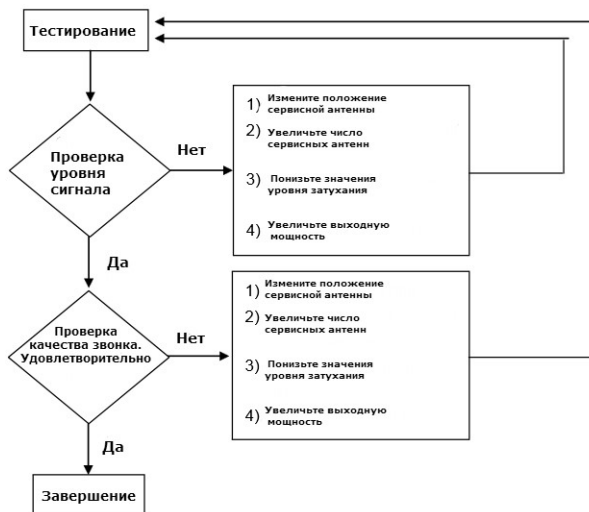 Тестирование
Проверка
уровня
сигнала
Нет
1) Измените положение
сервисной антенны
2) Увеличьте число
сервисных антенн
3) Понизьте значения
уровня затухания
4) Увеличьте выходную
мощность
Да
Проверка
качества звонка.
Удовлетворительно
Нет
1) Измените положение
сервисной антенны
2) Увеличьте число
сервисных антенн
3) Понизьте значения
уровня затухания
4) Увеличьте выходную
мощность
Да
Завершение